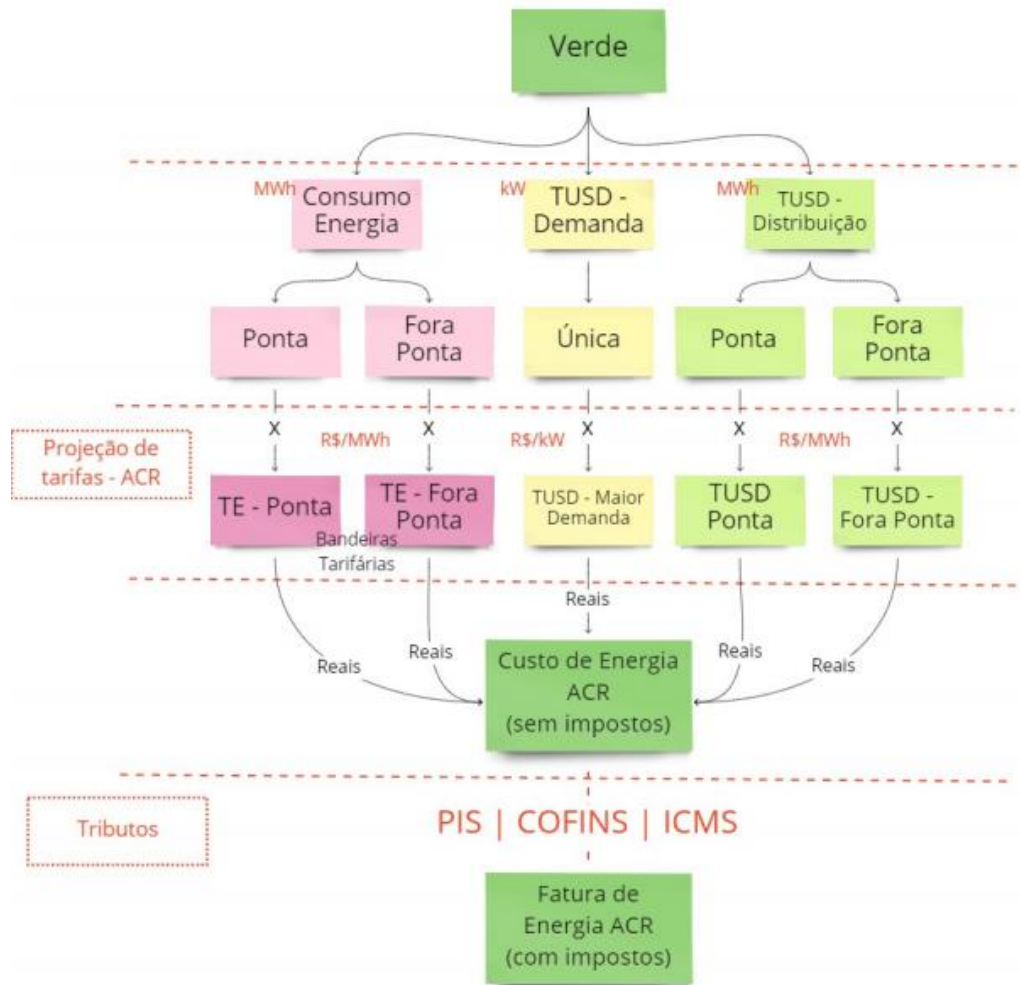 Verde
MWh
Consumo
Energia
kW
TUSD -
Demanda
MWh
TUSD -
Distribuição
Ponta
Fora
Ponta
Única
Ponta
Fora
Ponta
Projeção de
tarifas - ACR
X
R$/MWh
X
R$/kW
X
X
R$/MWh
X
TE - Ponta
TE - Fora
Ponta
Bandeiras
Tarifárias
TUSD - Maior
Demanda
TUSD
Ponta
TUSD -
Fora Ponta
Reais
Reais
Reais
Reais
Reais
Custo de Energia
ACR
(sem impostos)
Tributos
PIS | COFINS | ICMS
Fatura de
Energia ACR
(com impostos)